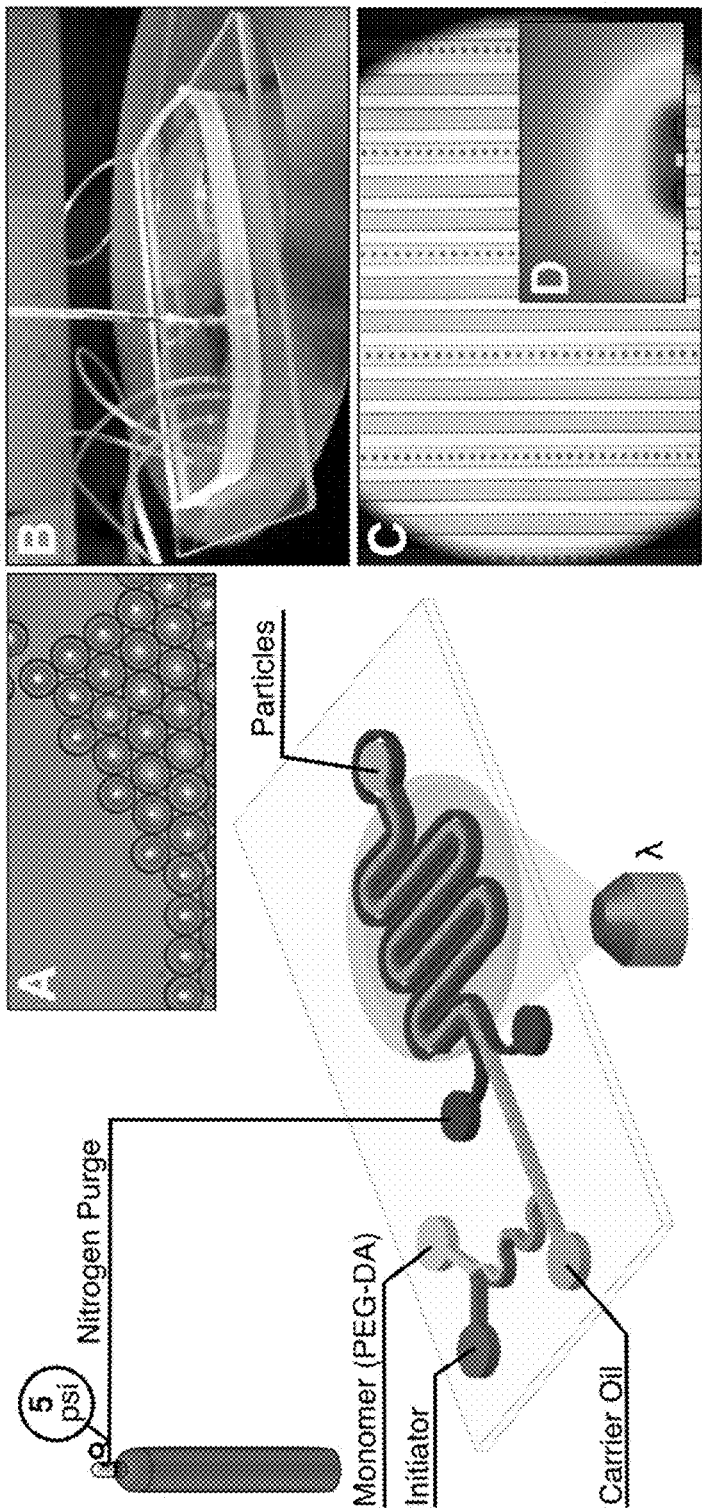 5
psi
Nitrogen Purge
Monomer (PEG-DA)
Initiator
Carrier Oil
A
Particles
λ
B
C
D